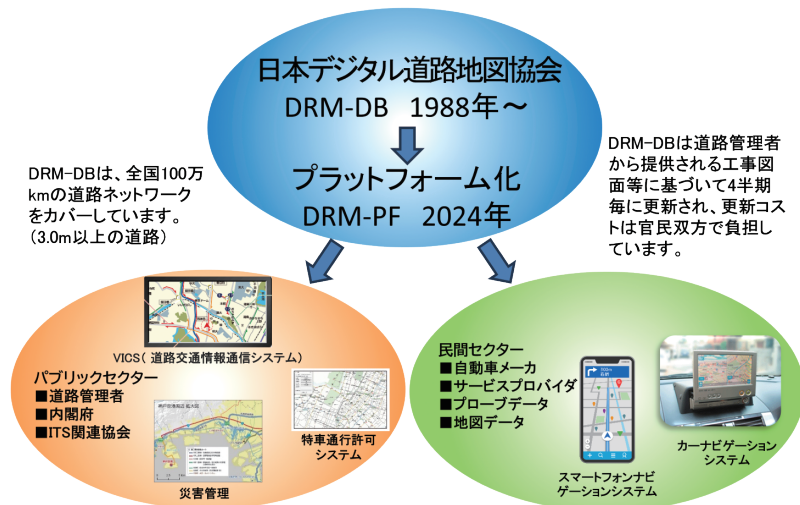 日本デジタル道路地図協会
DRM-DB 1988年～
プラットフォーム化
DRM-PF 2024年
DRM-DBは、全国100万
kmの道路ネットワーク
をカバーしています。
（3.0m以上の道路）
DRM-DBは道路管理者
から提供される工事図
面等に基づいて4半期
毎に更新され、更新コス
トは官民双方で負担し
ています。
VICS（ 道路交通情報通信システム）
パブリックセクター
■道路管理者
■内閣府
■ITS関連協会
災害管理
特車通行許可
システム
民間セクター
■自動車メーカ
■サービスプロバイダ
■プローブデータ
■地図データ
スマートフォンナビ
ゲーションシステム
カーナビゲーション
システム